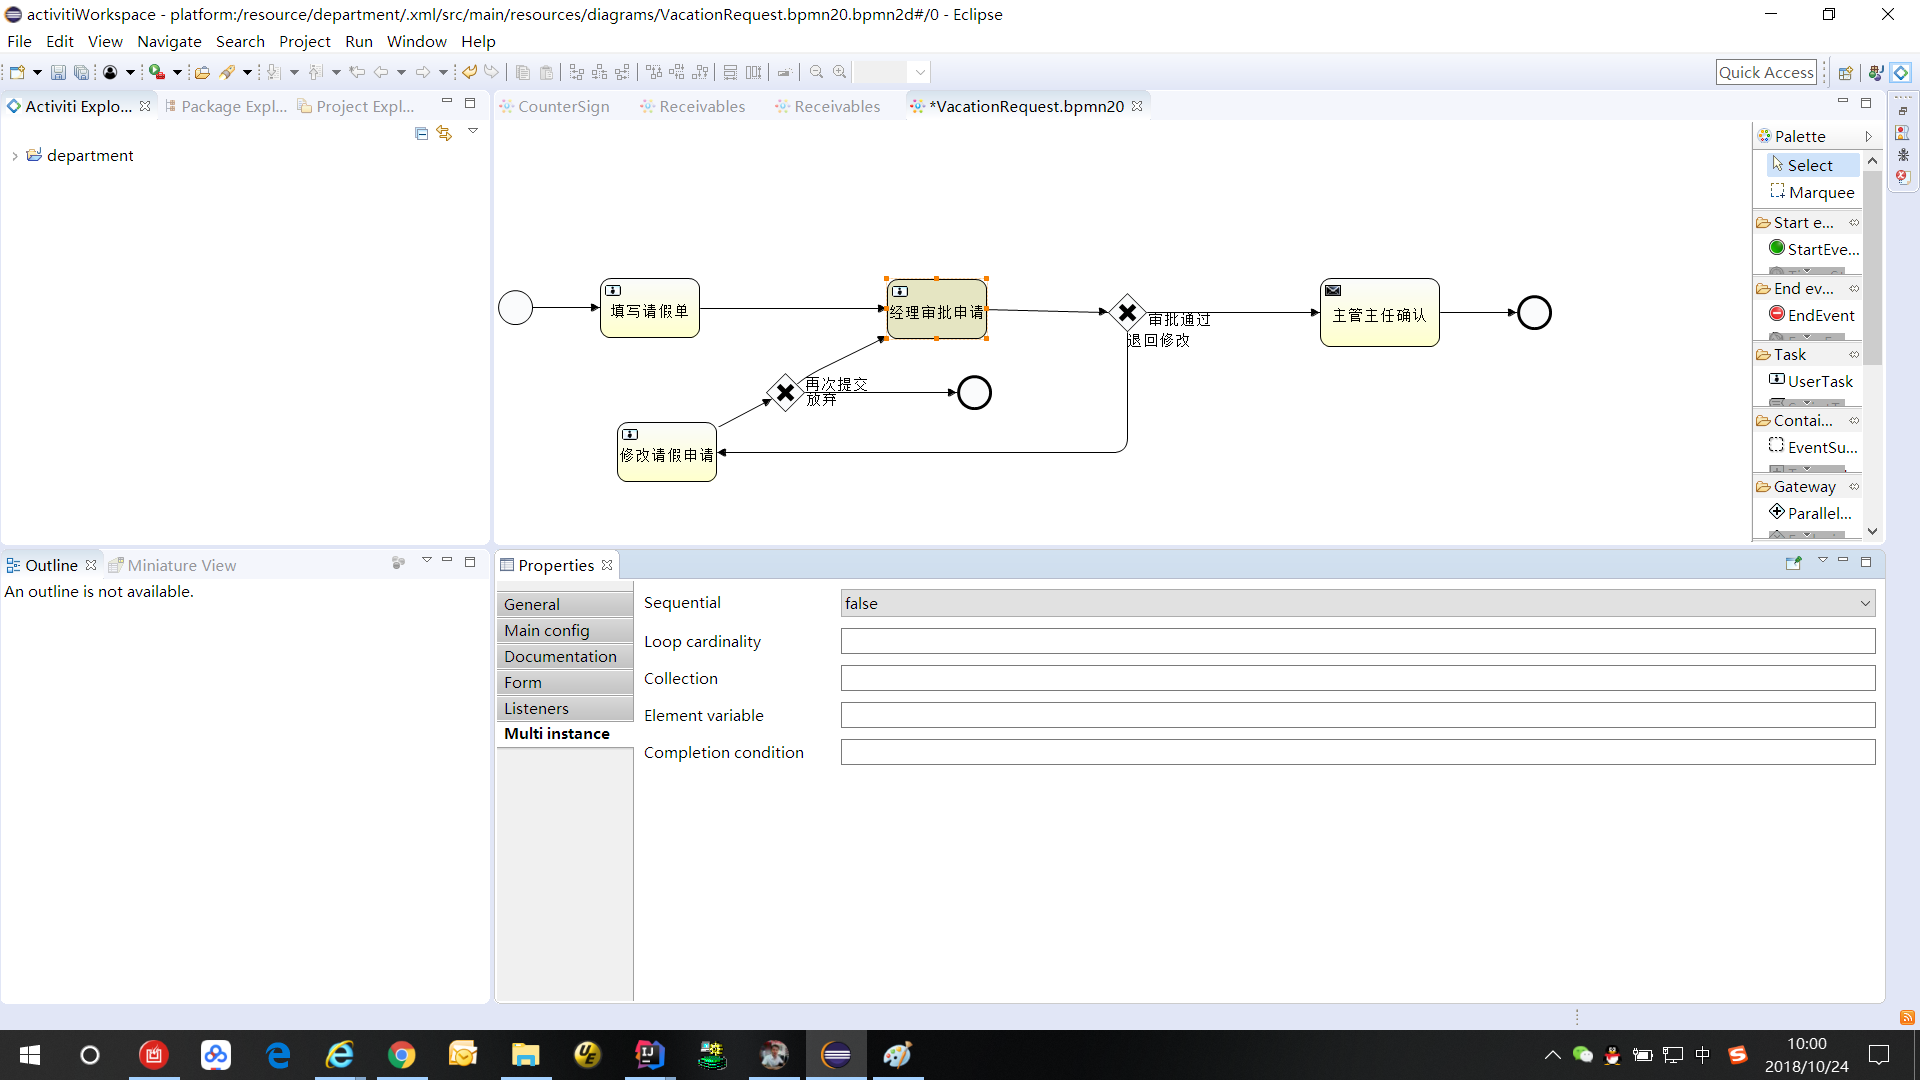 activitiWorkspace - platform:/resource/department/.xml/src/main/resources/diagrams/VacationRequest.bpmn20.bpmn2d#/0 - Eclipse
File Edit View Navigate Search Project Run Window Help
Quick Access
Activiti Explo... Package Expl... Project Expl...
CounterSign Receivables Receivables *VacationRequest.bpmn20
department
Palette
Select
Marquee
Start e...
StartEve...
End ev...
EndEvent
Task
UserTask
Contai...
EventSu...
Gateway
Parallel...
填写请假单
经理审批申请
审批通过
退回修改
主管主任确认
再次提交
放弃
修改请假申请
Outline Miniature View
An outline is not available.
Properties
General
Main config
Documentation
Form
Listeners
Multi instance
Sequential false
Loop cardinality
Collection
Element variable
Completion condition
中
10:00
2018/10/24